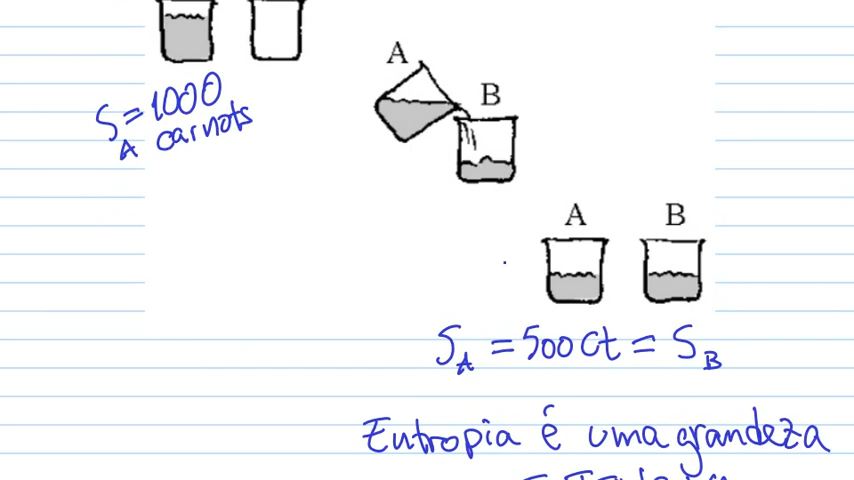 S_A = 1000
carnots
A
B
A B
S_A = 500 Ct = S_B
Entropia é uma grandeza